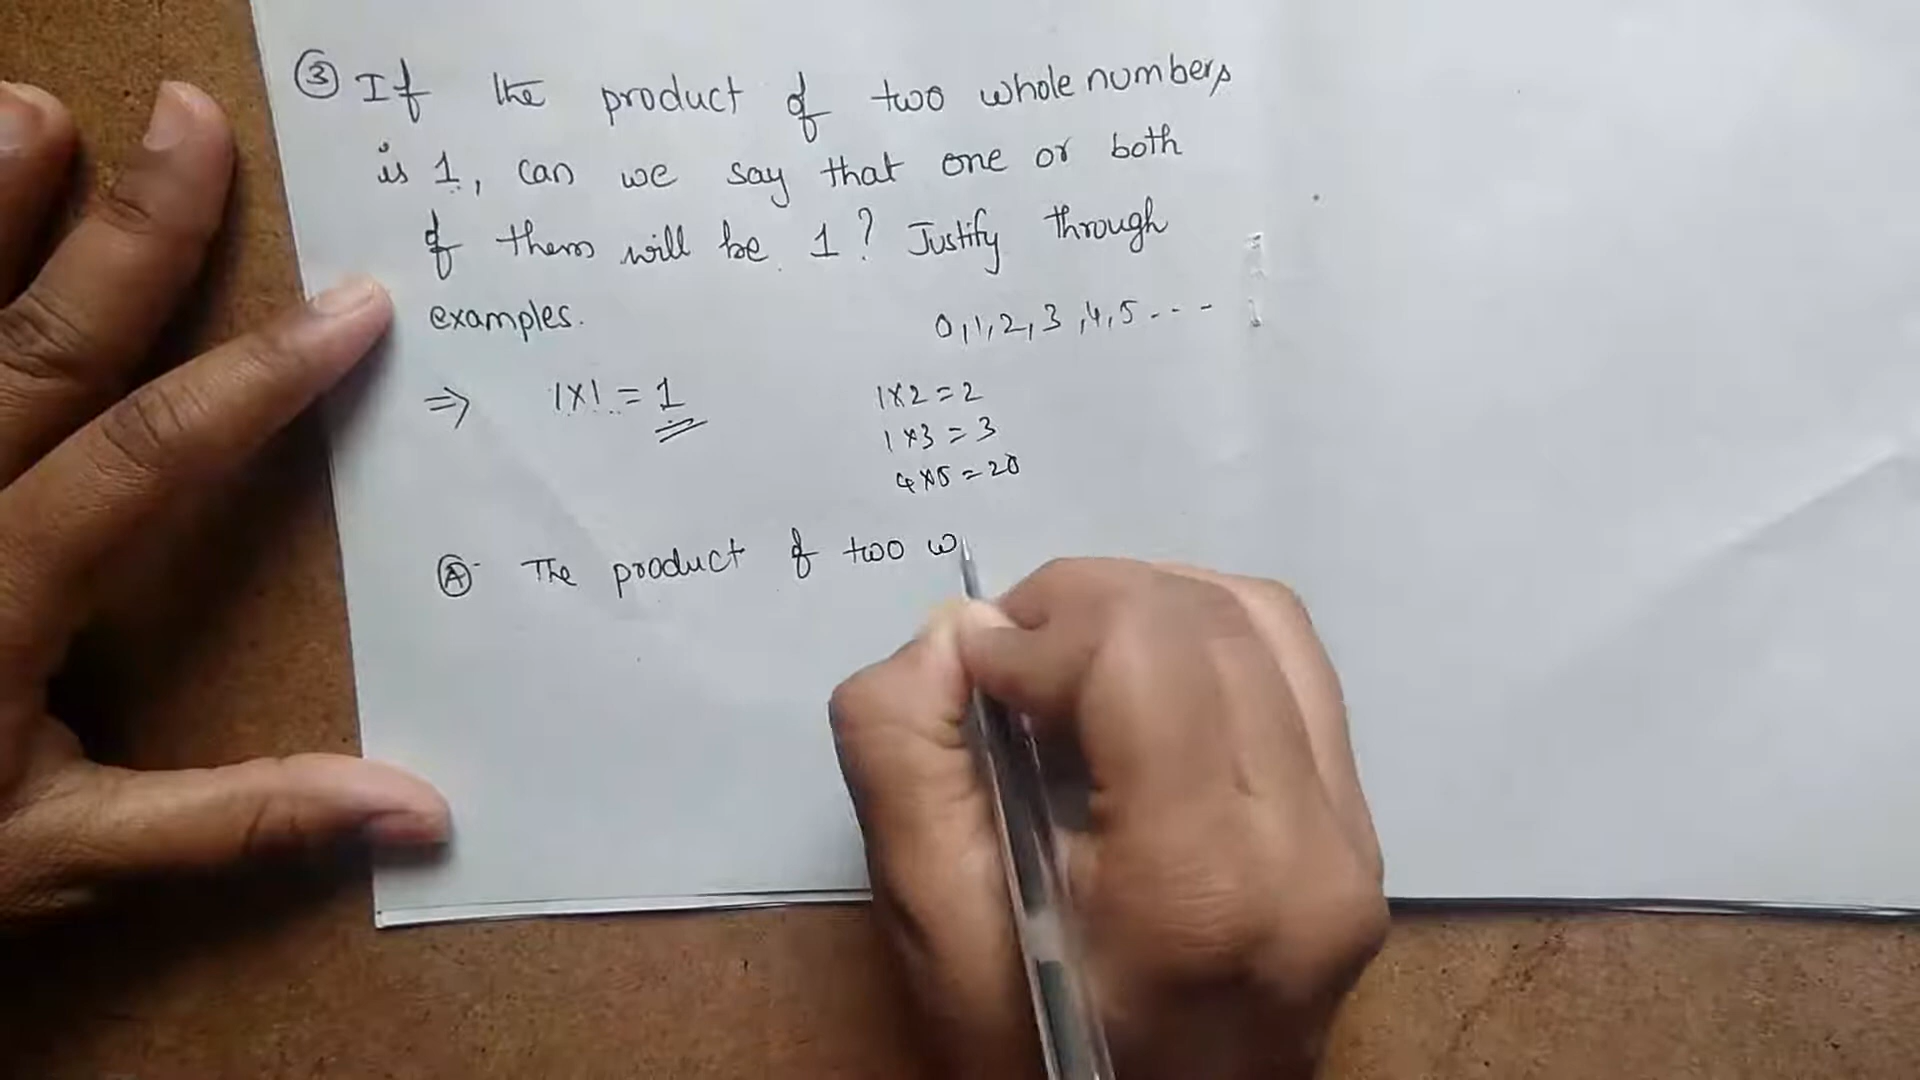 ③ If the product of two whole numbers
is 1, can we say that one or both
of them will be 1? Justify through
examples.
0, 1, 2, 3, 4, 5 - - -
⇒ 1×1 = 1
1×2 = 2
1×3 = 3
4×5 = 20
Ⓐ The product of two w